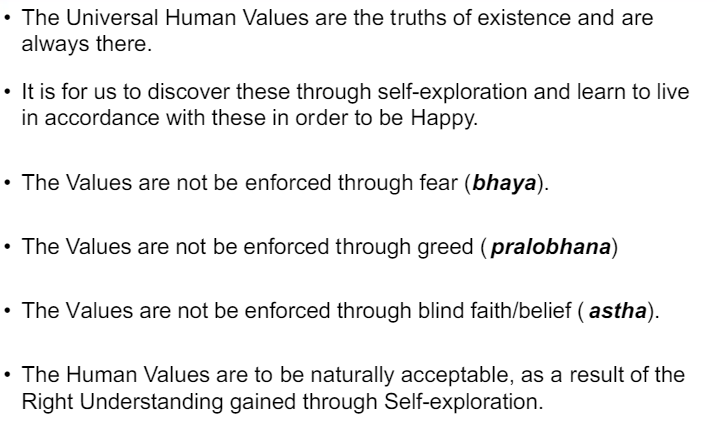 • The Universal Human Values are the truths of existence and are
always there.
• It is for us to discover these through self-exploration and learn to live
in accordance with these in order to be Happy.
• The Values are not be enforced through fear (bhaya).
• The Values are not be enforced through greed ( pralobhana)
• The Values are not be enforced through blind faith/belief ( astha).
• The Human Values are to be naturally acceptable, as a result of the
Right Understanding gained through Self-exploration.